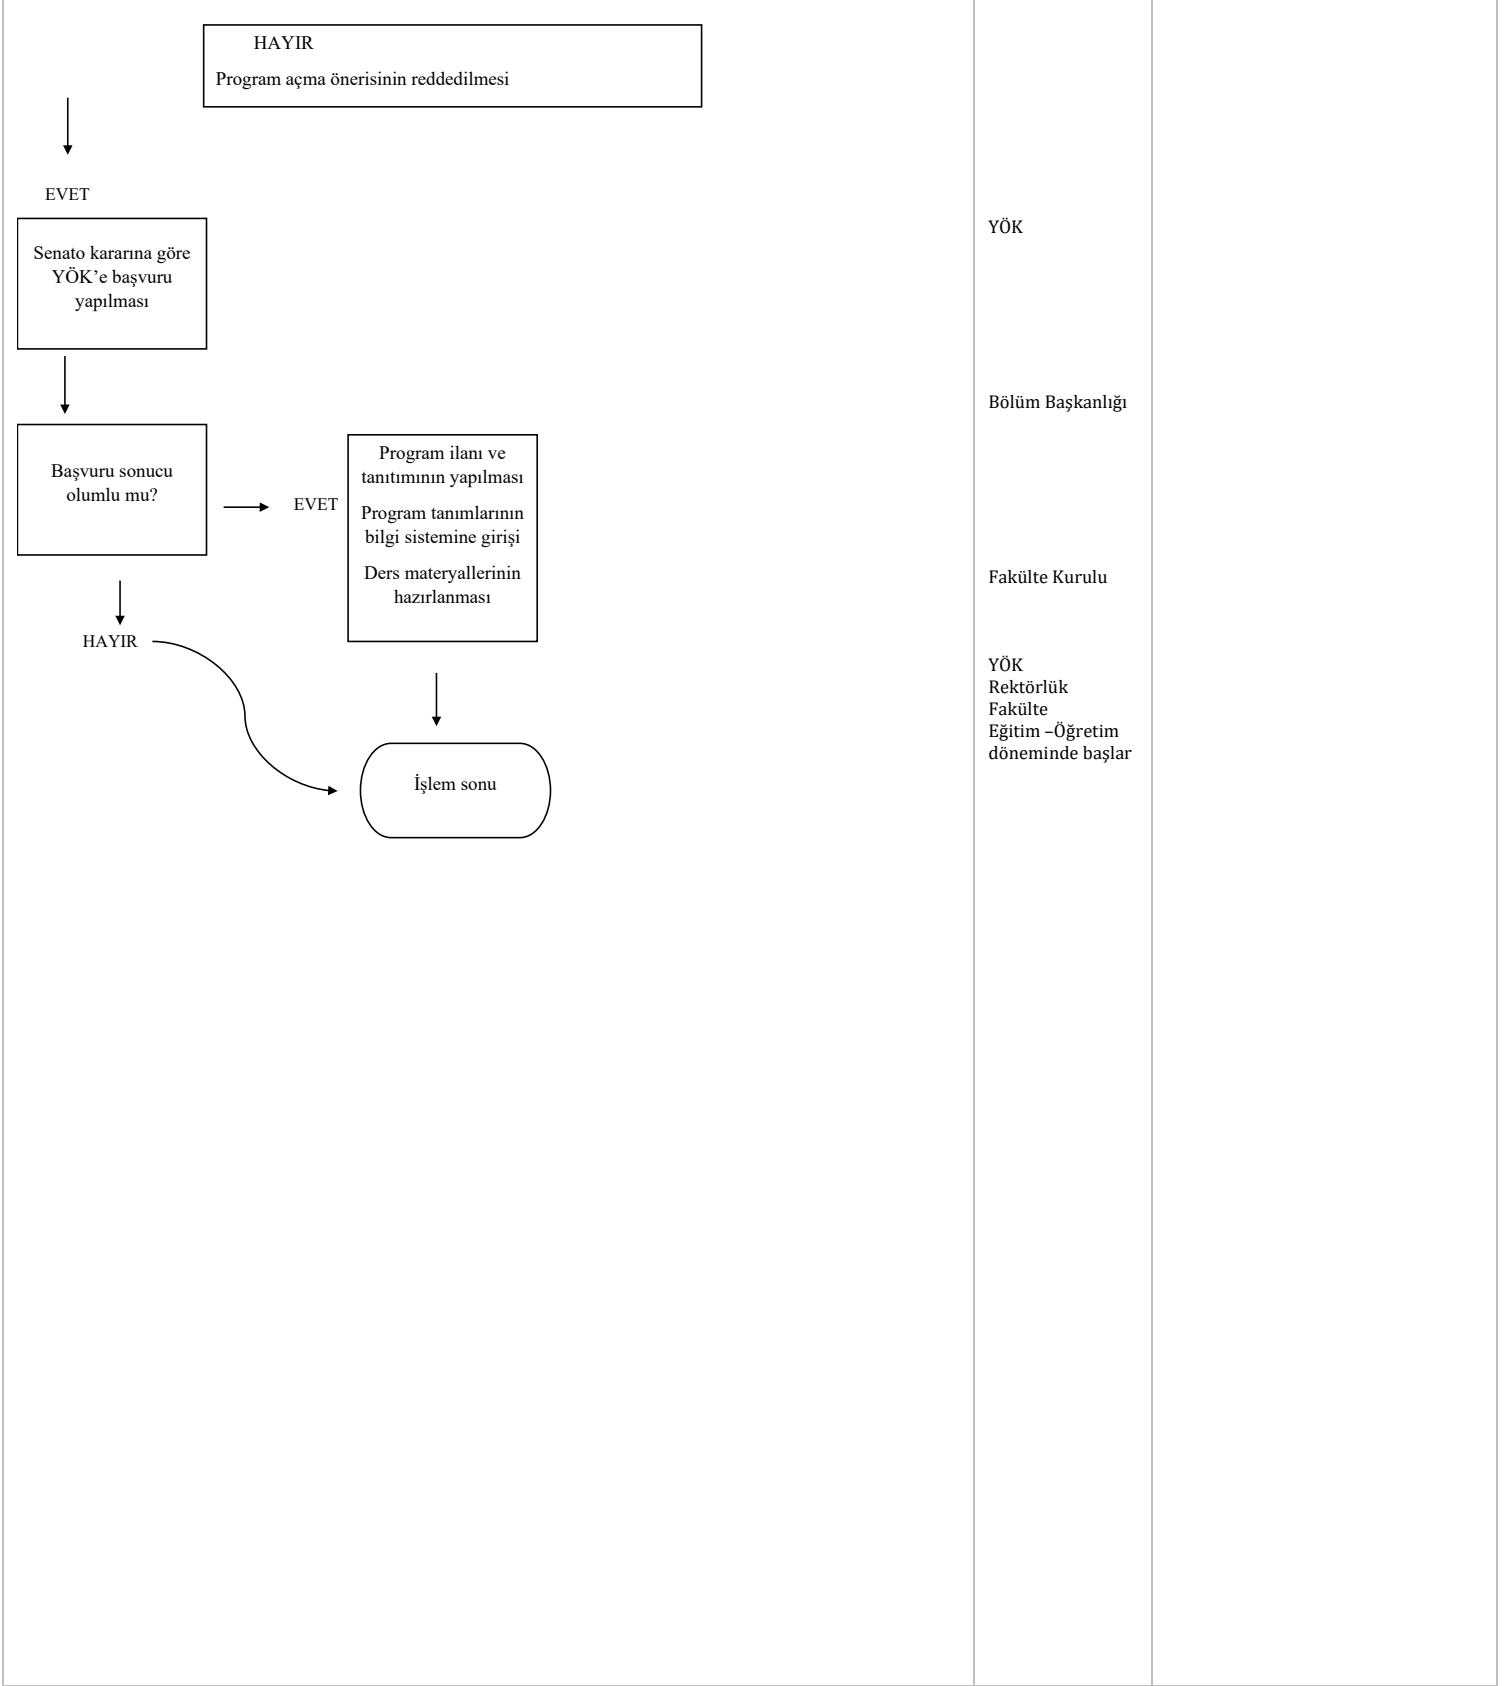 HAYIR
Program açma önerisinin reddedilmesi
EVET
Senato kararına göre
YÖK’e başvuru
yapılması
Başvuru sonucu
olumlu mu?
EVET
Program ilanı ve
tanıtımının yapılması
Program tanımlarının
bilgi sistemine girişi
Ders materyallerinin
hazırlanması
HAYIR
İşlem sonu
YÖK
Bölüm Başkanlığı
Fakülte Kurulu
YÖK
Rektörlük
Fakülte
Eğitim –Öğretim
döneminde başlar